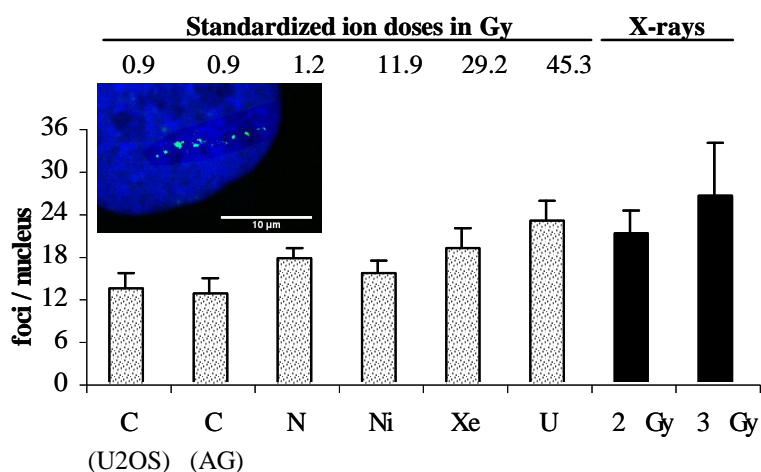 Standardized ion doses in Gy X-rays
0.9 0.9 1.2 11.9 29.2 45.3
36
30
24
18
12
6
0
foci / nucleus
10 µm
C C N Ni Xe U 2 Gy 3 Gy
(U2OS) (AG)